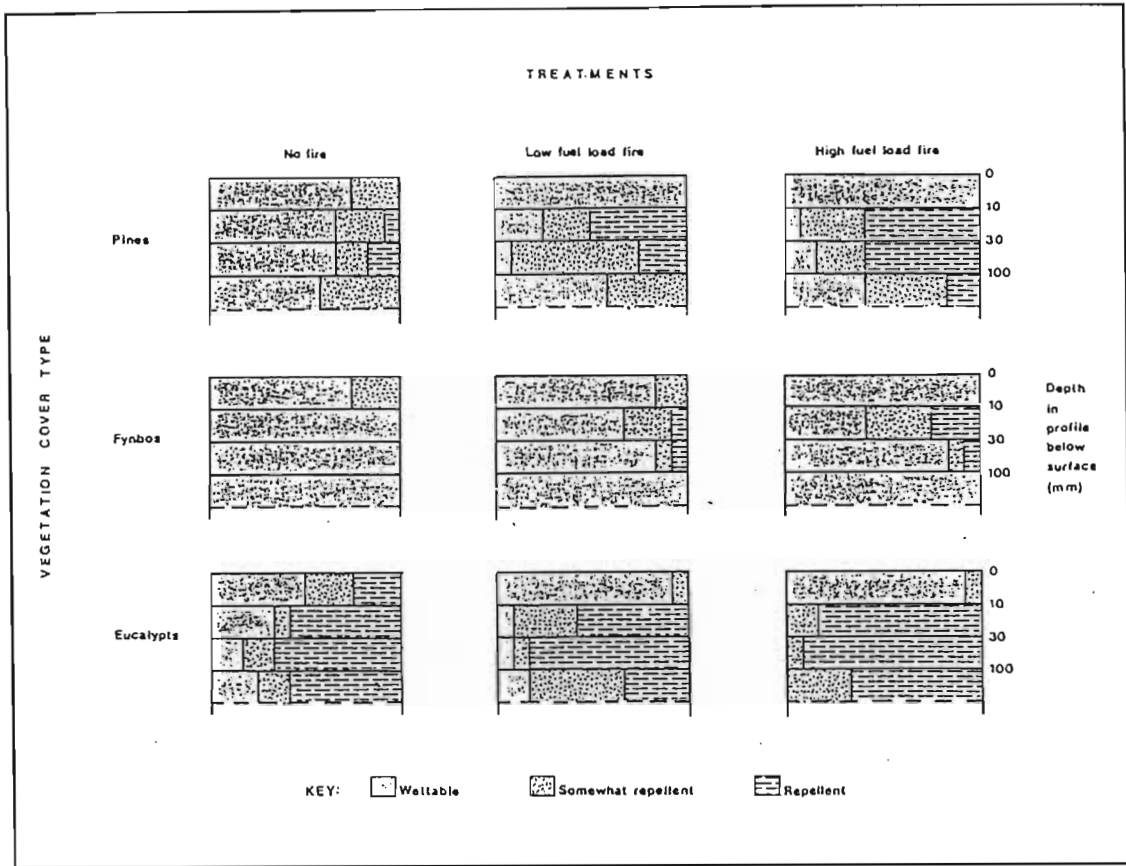 TREAT.MENTS
No fire
Low fuel load fire
High fuel load fire
Pines
0
10
30
100
VEGETATION COVER TYPE
Fynbos
0
10
30
100
Depth
in
profile
below
surface
(mm)
Eucalypts
0
10
30
100
KEY:
Wettable
Somewhat repellent
Repellent